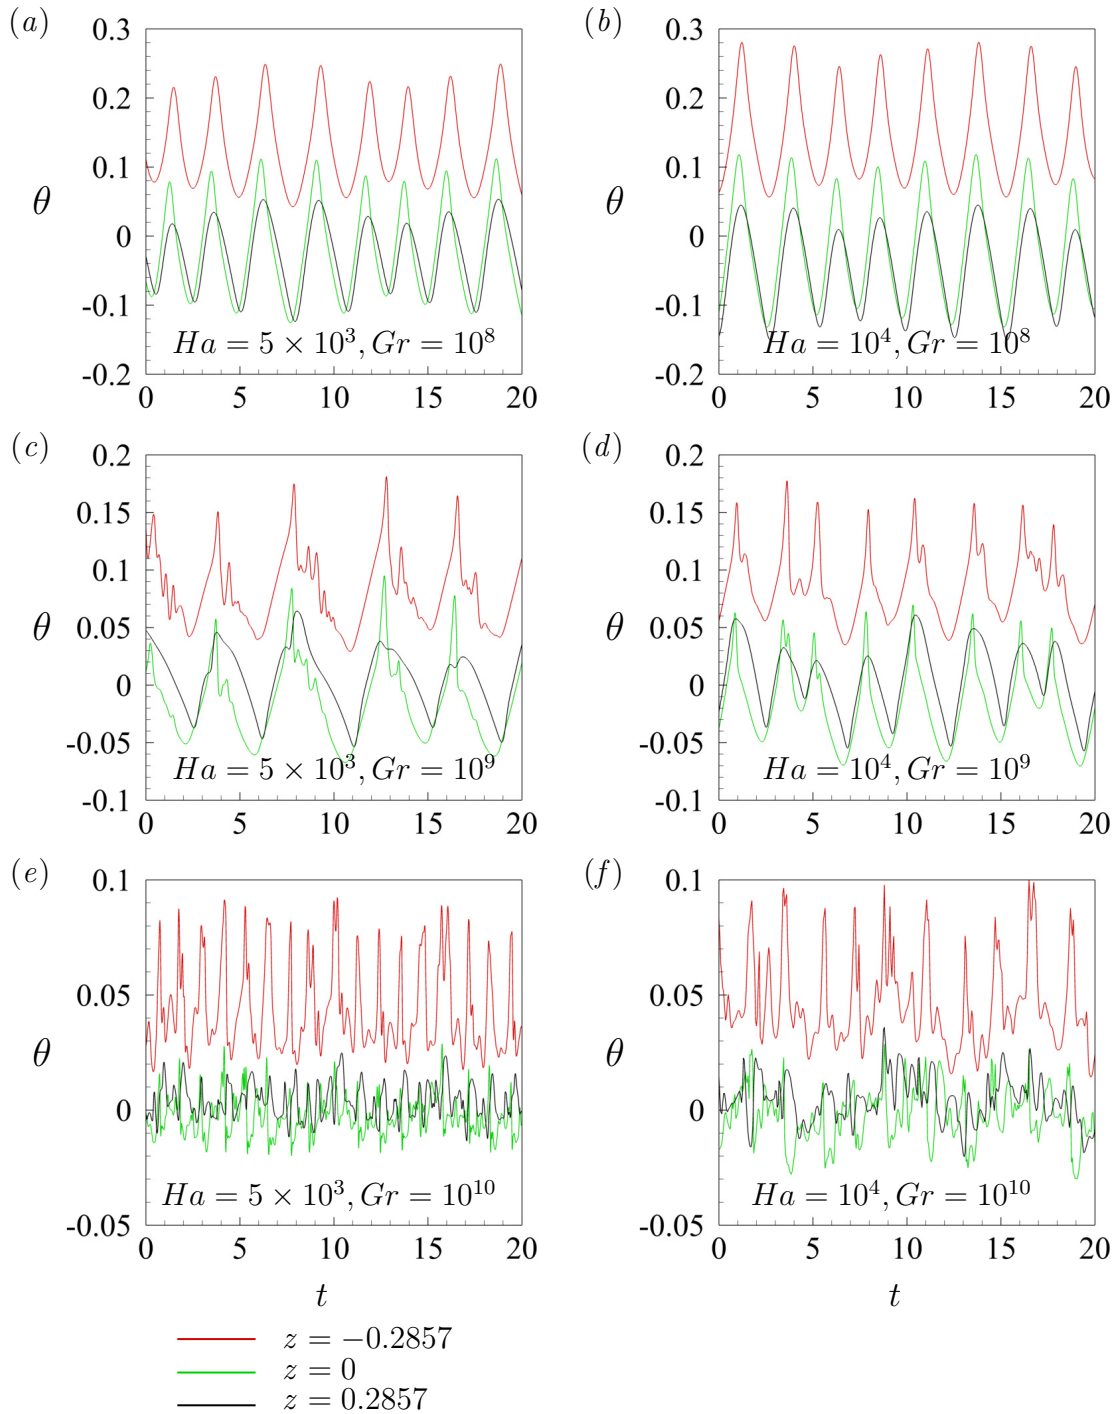 (a)
(b)
0.3
0.2
0.1
0
-0.1
-0.2
θ
Ha = 5 × 10³, Gr = 10⁸
0 5 10 15 20
0.3
0.2
0.1
0
-0.1
-0.2
θ
Ha = 10⁴, Gr = 10⁸
0 5 10 15 20
(c)
(d)
0.2
0.15
0.1
0.05
0
-0.05
-0.1
θ
Ha = 5 × 10³, Gr = 10⁹
0 5 10 15 20
0.2
0.15
0.1
0.05
0
-0.05
-0.1
θ
Ha = 10⁴, Gr = 10⁹
0 5 10 15 20
(e)
(f)
0.1
0.05
0
-0.05
θ
Ha = 5 × 10³, Gr = 10¹⁰
0 5 10 15 20
t
0.1
0.05
0
-0.05
θ
Ha = 10⁴, Gr = 10¹⁰
0 5 10 15 20
t
z = −0.2857
z = 0
z = 0.2857